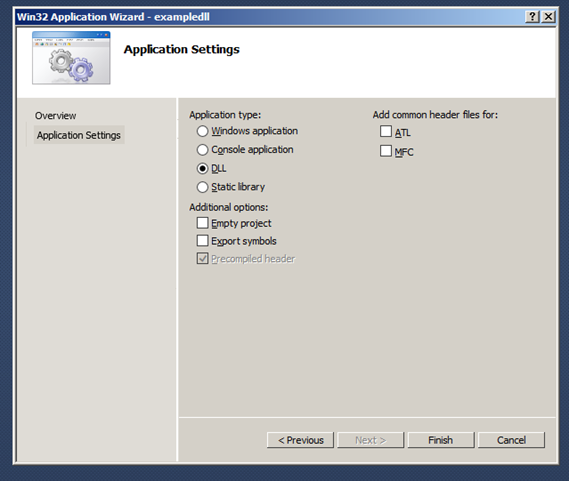 Win32 Application Wizard - exampledll
Application Settings
Overview
Application Settings
Application type:
Windows application
Console application
DLL
Static library
Additional options:
Empty project
Export symbols
Precompiled header
Add common header files for:
ATL
MFC
< Previous
Next >
Finish
Cancel